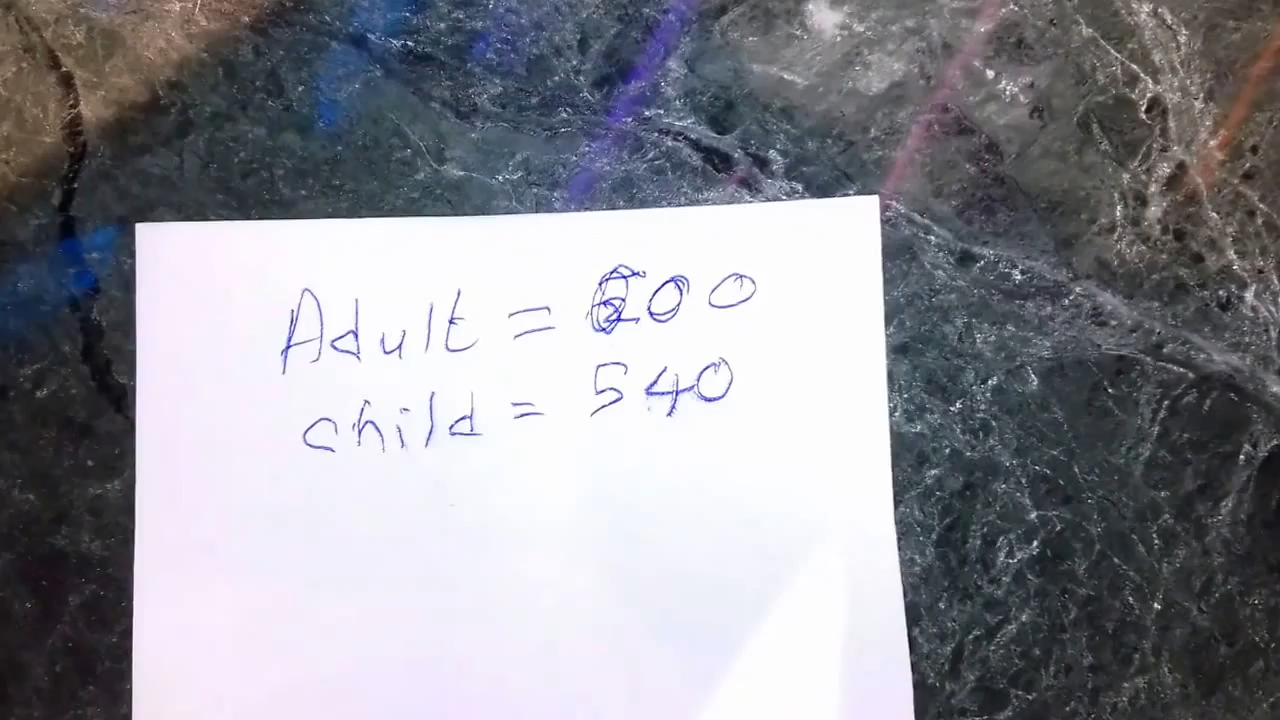 Adult =
child = 540